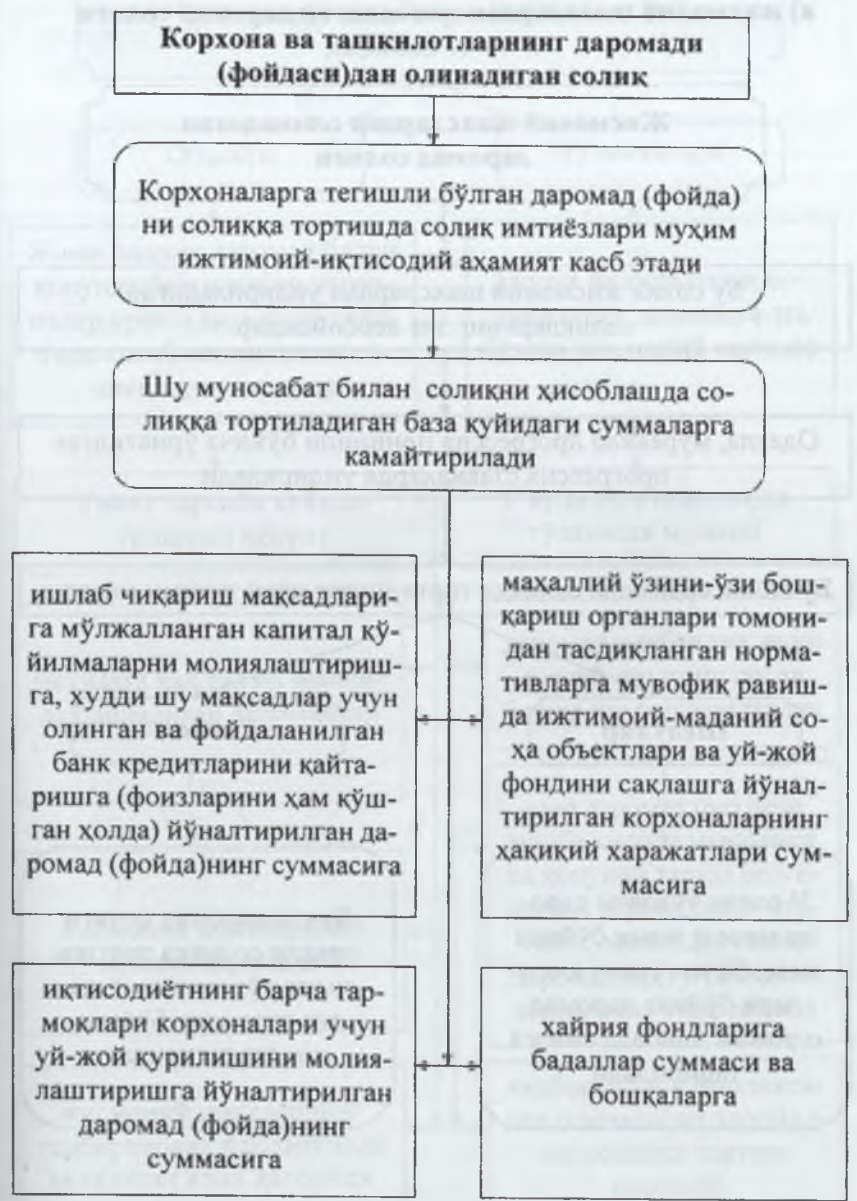 Корхона ва ташкилотларнинг даромади
(фойдаси)дан олинадиган солиқ
Корхоналарга тегишли бўлган даромад (фойда)
ни солиққа тортишда солиқ имтиёзлари муҳим
ижтимоий-иқтисодий аҳамият касб этади
Шу муносабат билан солиқни ҳисоблашда со-
лиққа тортиладиган база қуйидаги суммаларга
камайтирилади
ишлаб чиқариш мақсадлари-
га мўлжалланган капитал қў-
йилмаларни молиялаштириш-
га, худди шу мақсадлар учун
олинган ва фойдаланилган
банк кредитларини қайта-
ришга (фоизларини ҳам қўш-
ган ҳолда) йўналтирилган да-
ромад (фойда)нинг суммасига
маҳаллий ўзини-ўзи бош-
қариш органлари томони-
дан тасдиқланган норма-
тивларга мувофиқ равиш-
да ижтимоий-маданий со-
ҳа объектлари ва уй-жой
фондини сақлашга йўнал-
тирилган корхоналарнинг
ҳақиқий харажатлари сум-
масига
иқтисодиётнинг барча тар-
моқлари корхоналари учун
уй-жой қурилишини молия-
лаштиришга йўналтирилган
даромад (фойда)нинг
суммасига
хайрия фондларига
бадаллар суммаси ва
бошқаларга